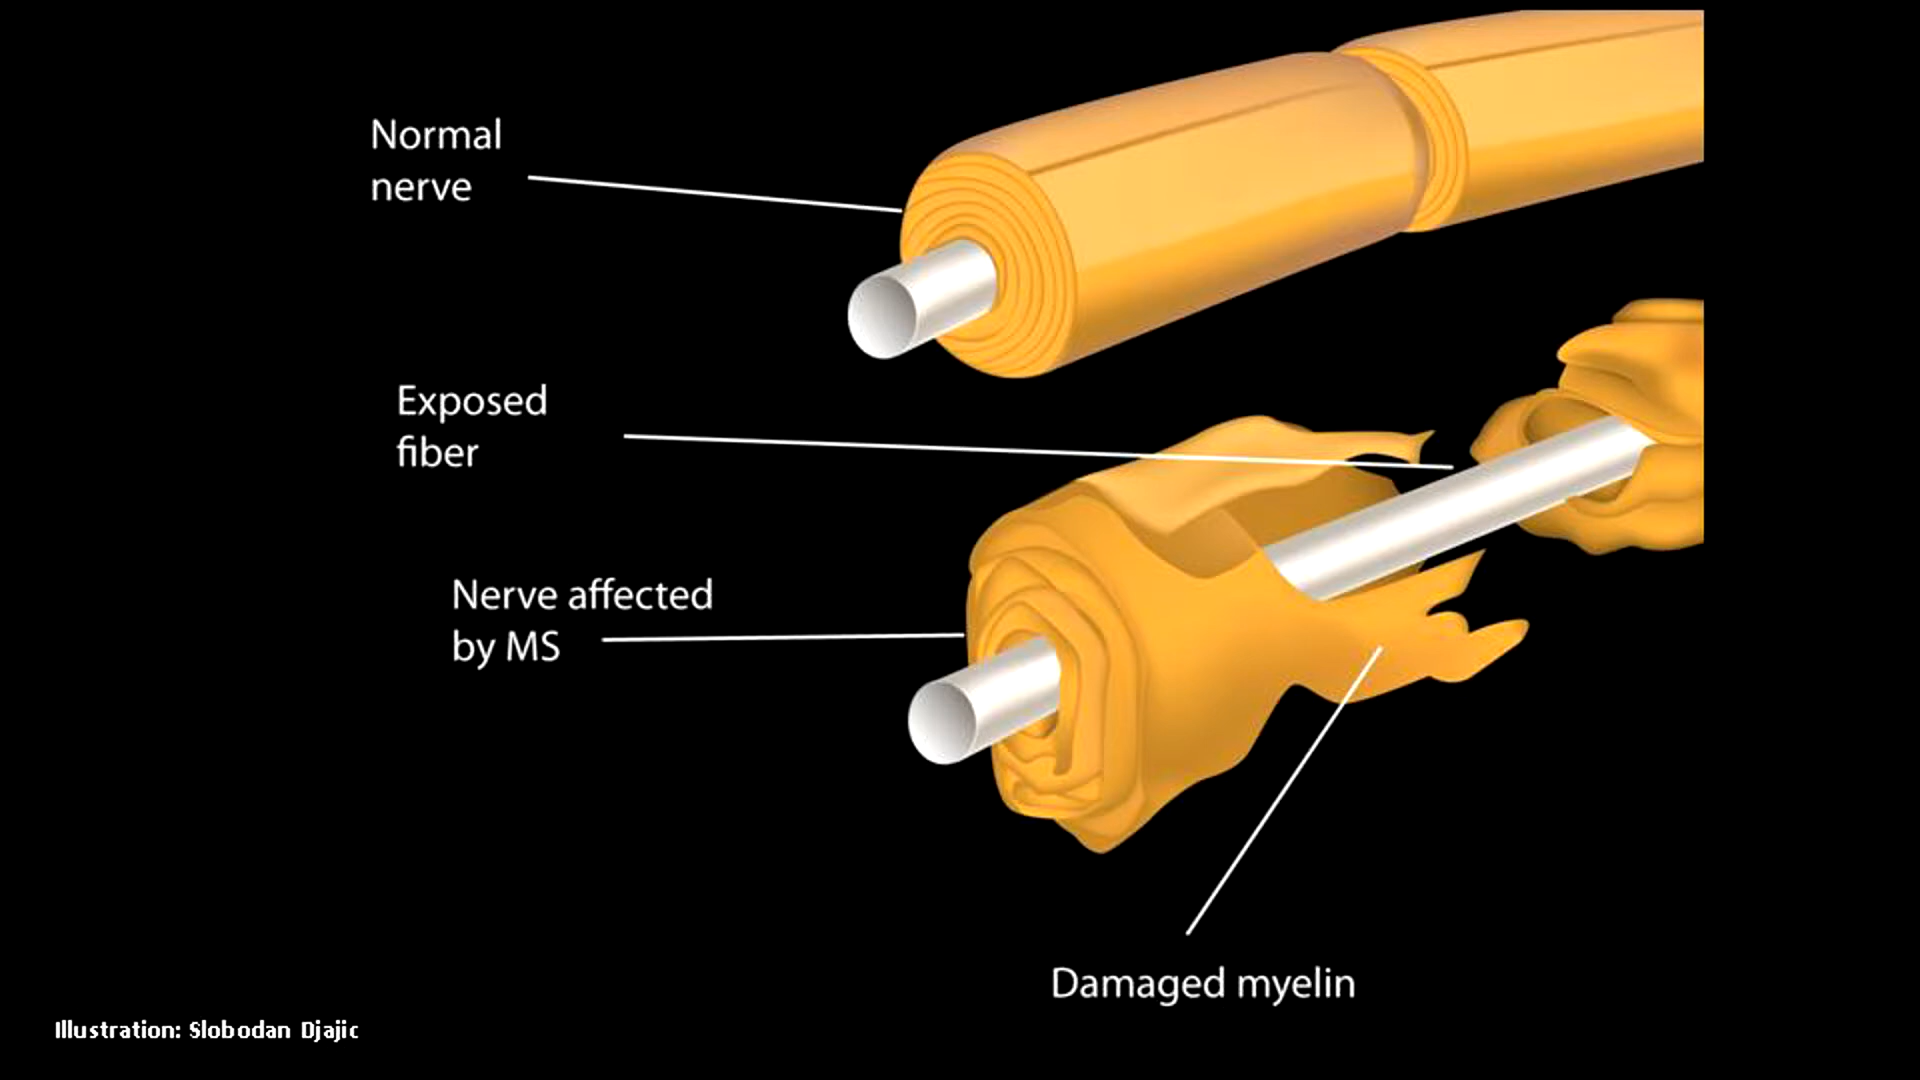 Normal
nerve
Exposed
fiber
Nerve affected
by MS
Damaged myelin
Illustration: Slobodan Djajic